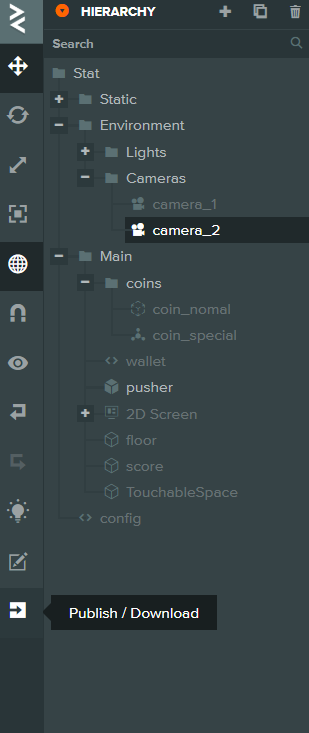 HIERARCHY
Search
Stat
Static
Environment
Lights
Cameras
camera_1
camera_2
Main
coins
coin_nomal
coin_special
wallet
pusher
2D Screen
floor
score
TouchableSpace
config
Publish / Download